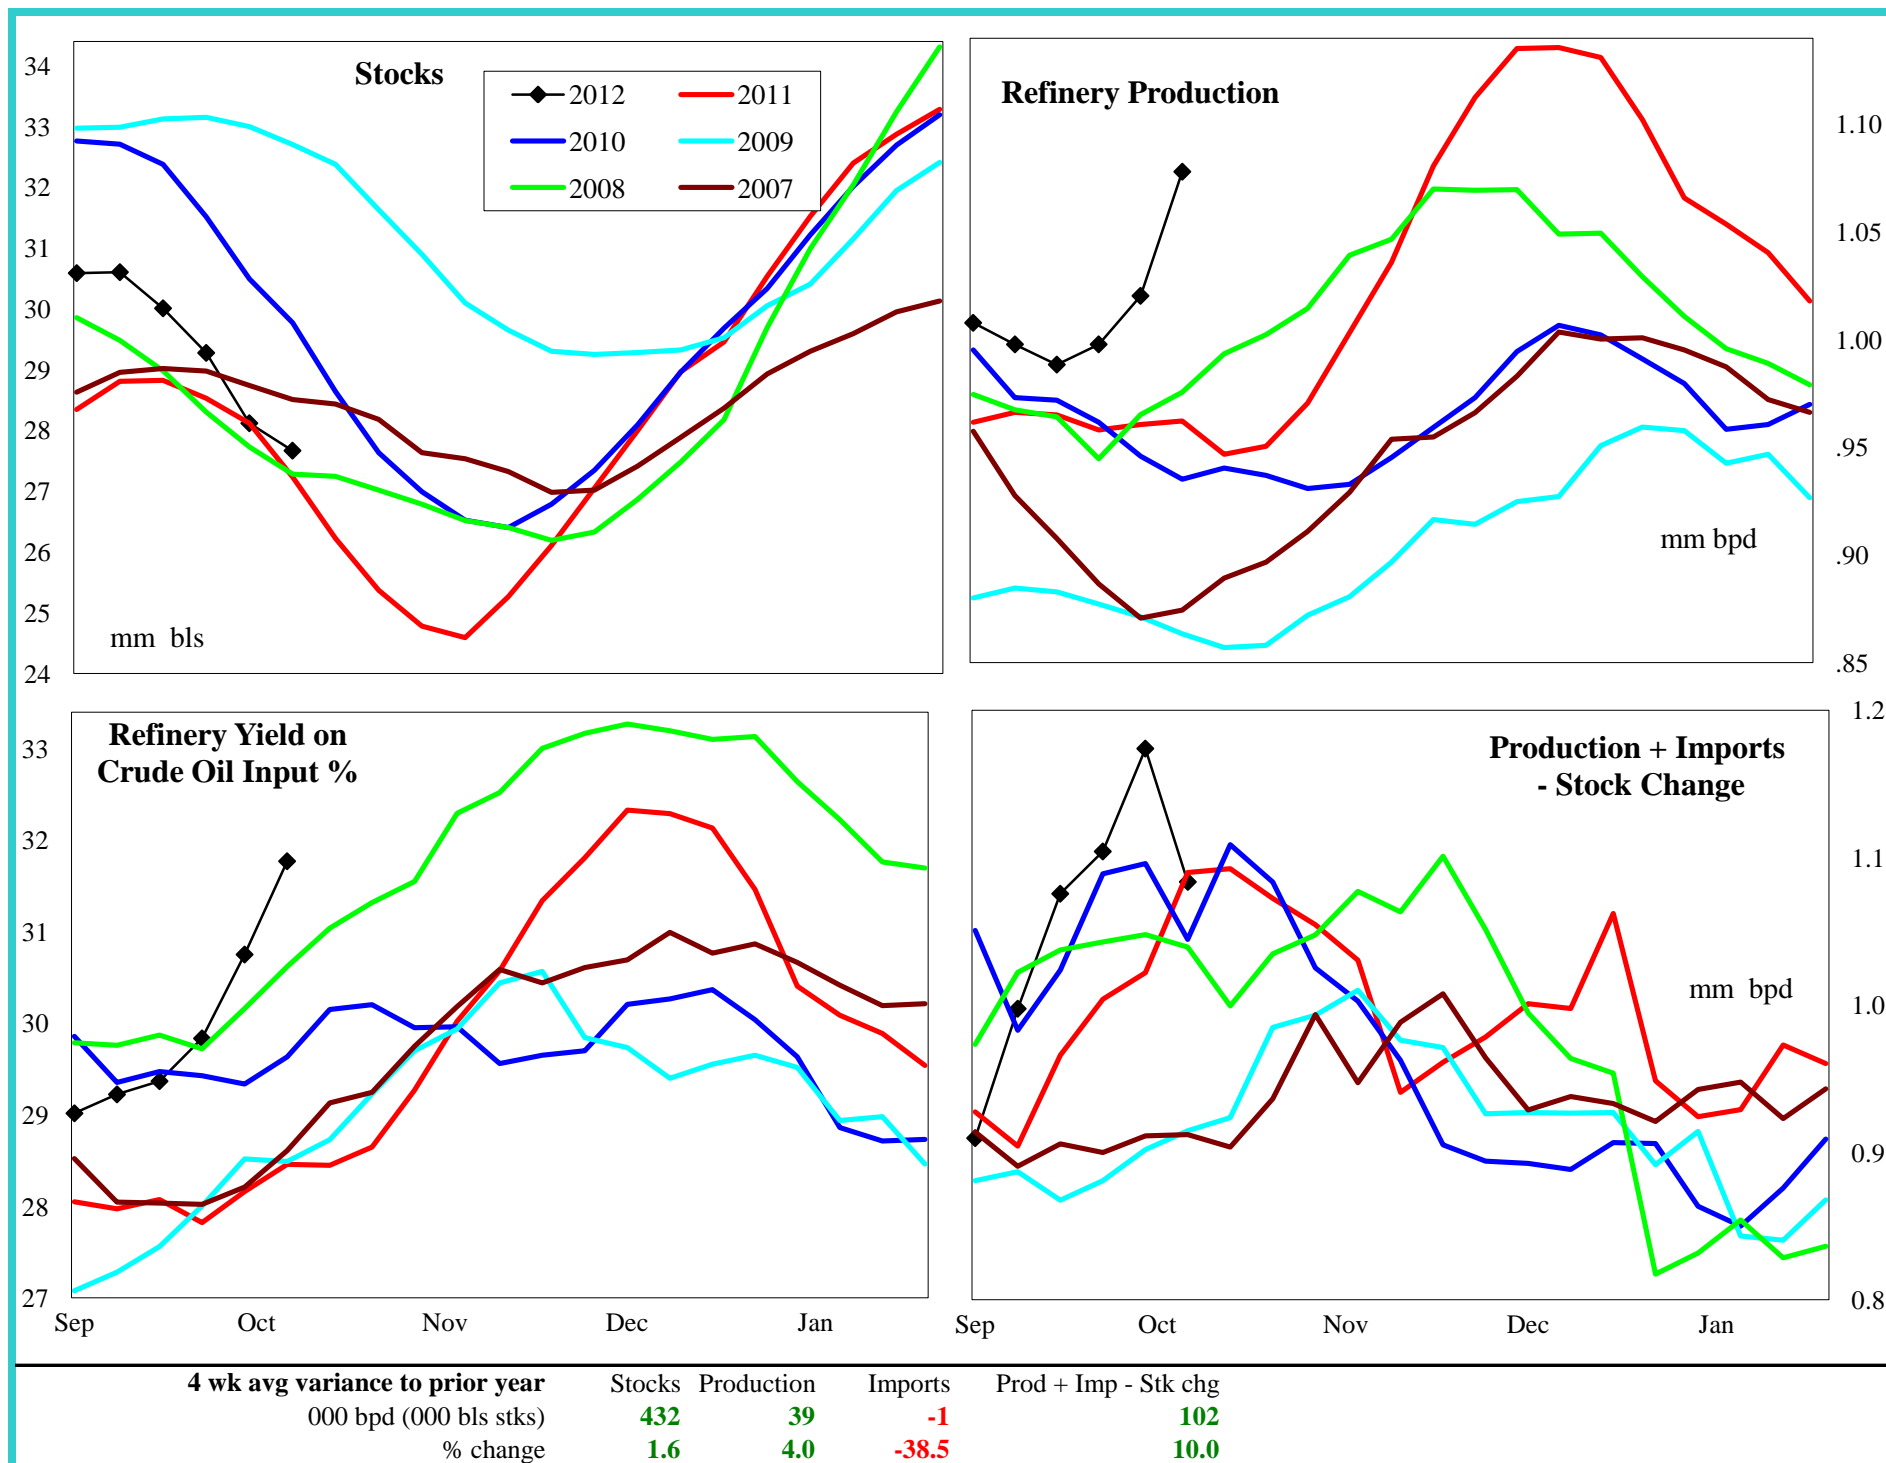 Stocks
2012 2011
2010 2009
2008 2007
34
33
32
31
30
29
28
27
26
25
24
mm bls
Refinery Production
1.10
1.05
1.00
.95
.90
.85
mm bpd
Refinery Yield on
Crude Oil Input %
33
32
31
30
29
28
27
Sep Oct Nov Dec Jan
Production + Imports
- Stock Change
1.2
1.1
1.0
0.9
0.8
mm bpd
Sep Oct Nov Dec Jan
4 wk avg variance to prior year Stocks Production Imports Prod + Imp - Stk chg
000 bpd (000 bls stks) 432 39 -1 102
% change 1.6 4.0 -38.5 10.0